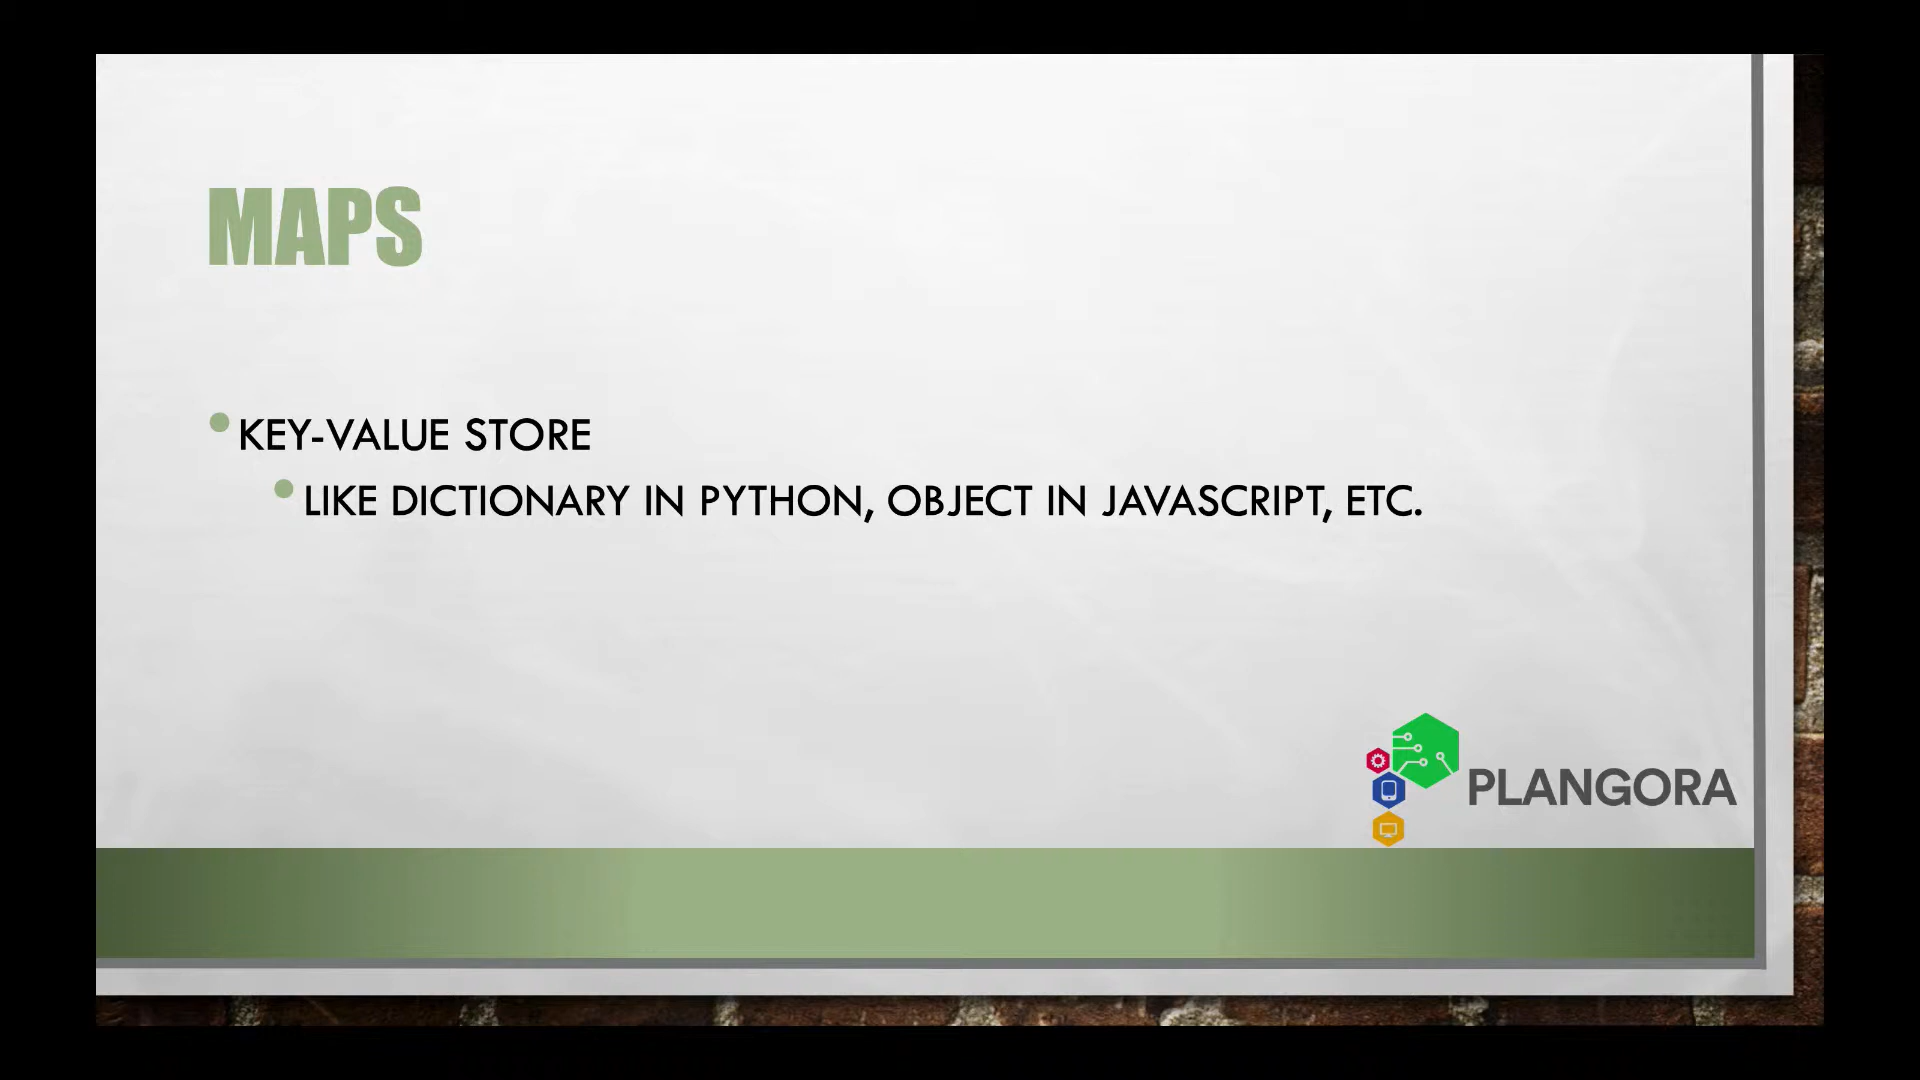 MAPS
KEY-VALUE STORE
LIKE DICTIONARY IN PYTHON, OBJECT IN JAVASCRIPT, ETC.
PLANGORA